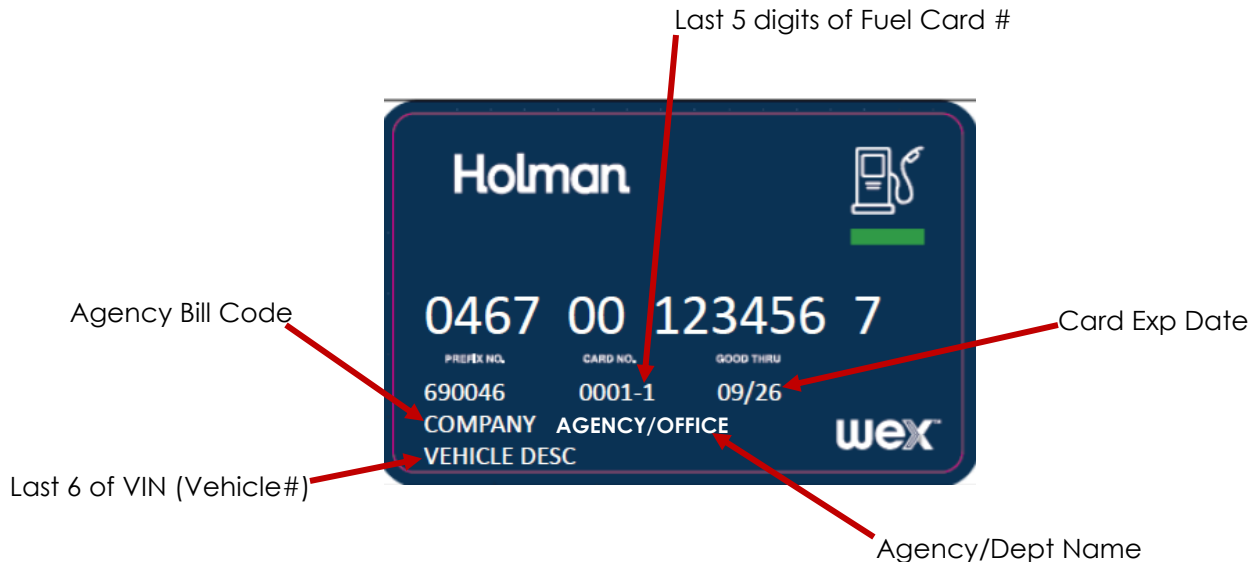 Last 5 digits of Fuel Card #
Holman
Agency Bill Code
0467 00 123456 7
Card Exp Date
PREFIX NO. CARD NO. GOOD THRU
690046 0001-1 09/26
COMPANY AGENCY/OFFICE
wex™
VEHICLE DESC
Last 6 of VIN (Vehicle#)
Agency/Dept Name